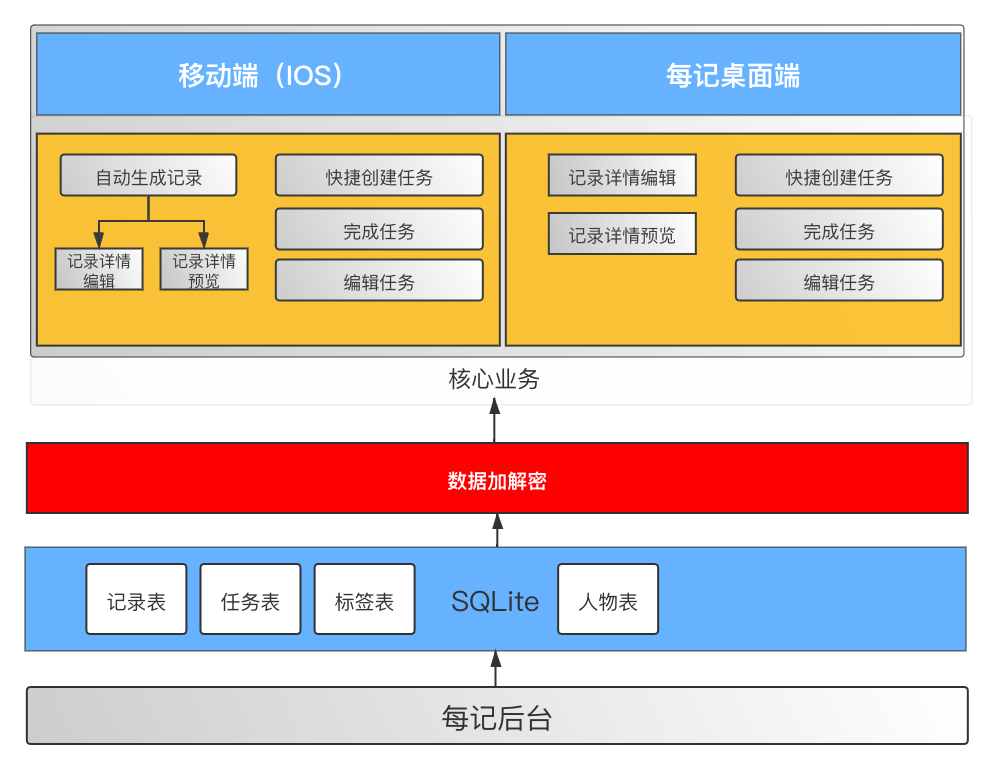 移动端（IOS）
每记桌面端
自动生成记录
记录详情
编辑
记录详情
预览
快捷创建任务
完成任务
编辑任务
记录详情编辑
记录详情预览
快捷创建任务
完成任务
编辑任务
核心业务
数据加解密
记录表
任务表
标签表
SQLite
人物表
每记后台